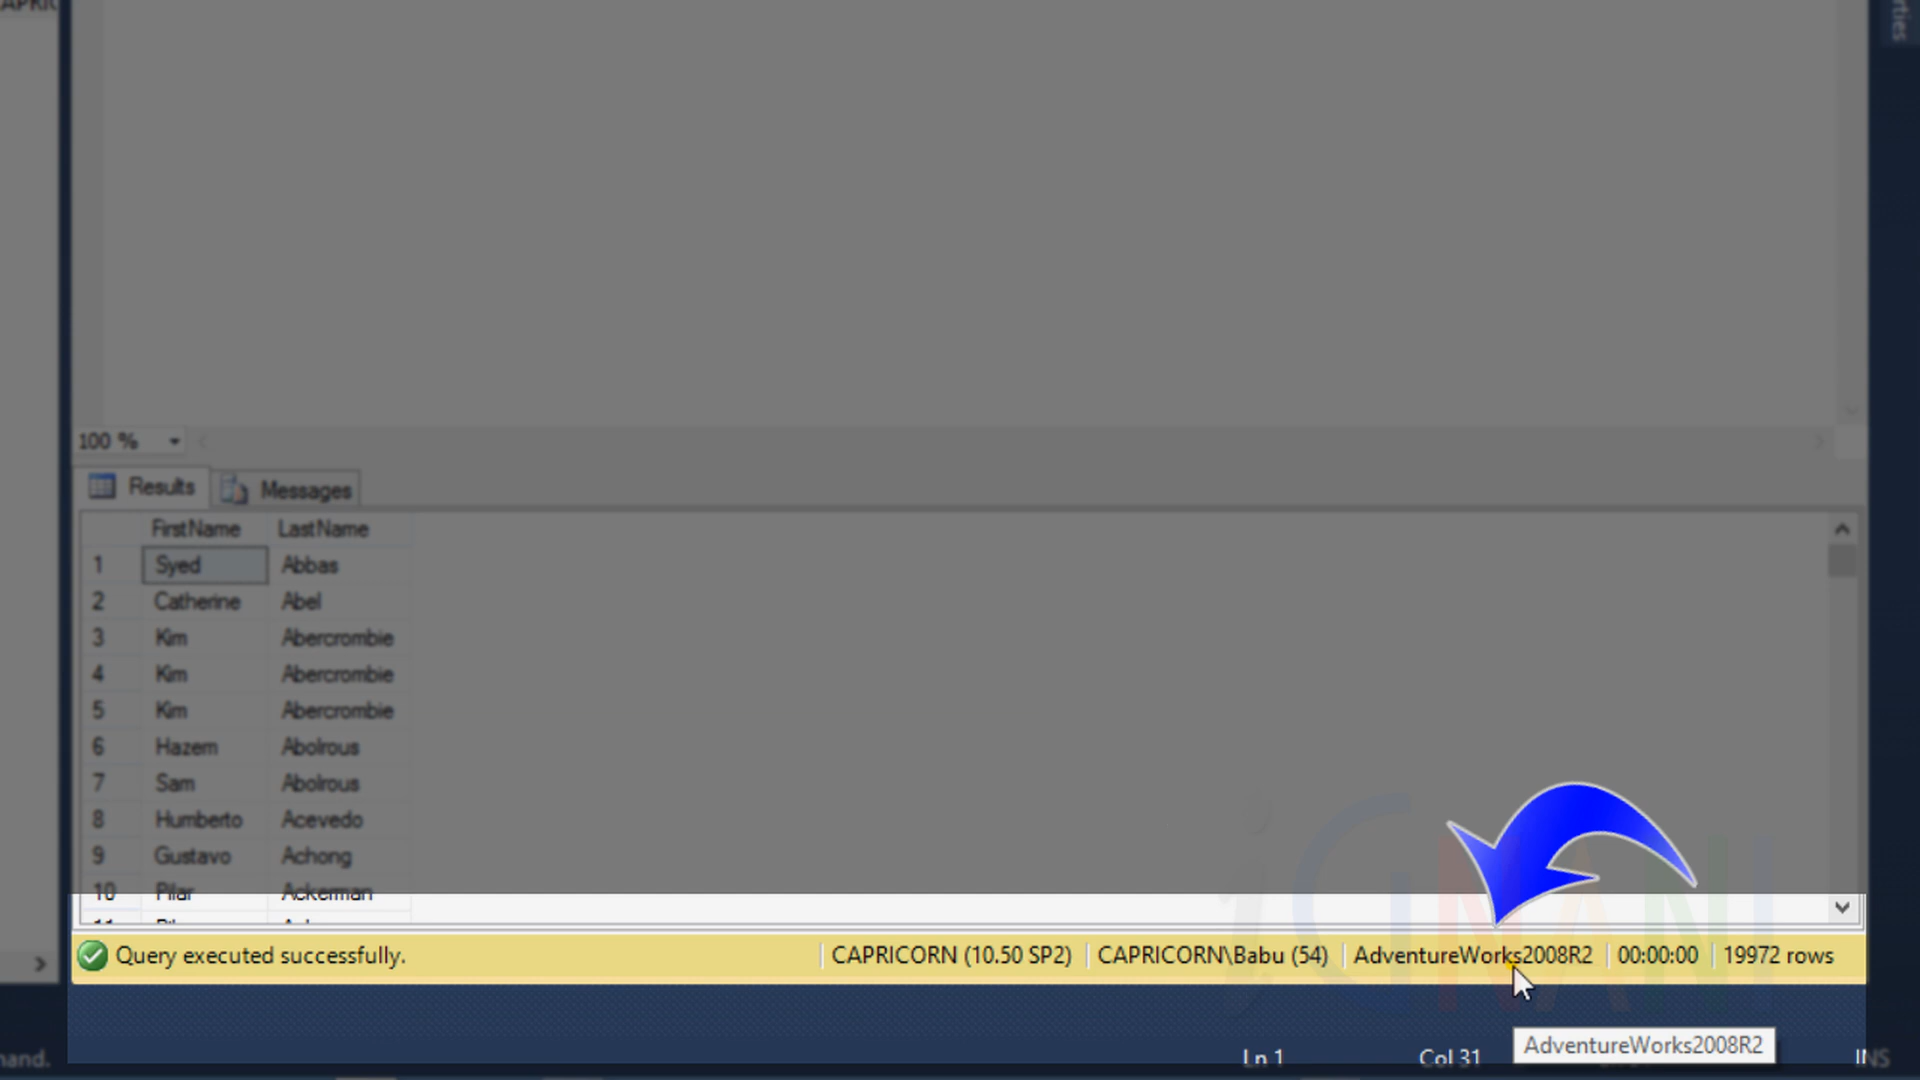 100 %
Results Messages
FirstName LastName
1 Syed Abbas
2 Catherine Abel
3 Kim Abercrombie
4 Kim Abercrombie
5 Kim Abercrombie
6 Hazem Abolrous
7 Sam Abolrous
8 Humberto Acevedo
9 Gustavo Achong
10 Pilar Ackerman
Query executed successfully. CAPRICORN (10.50 SP2) CAPRICORN\Babu (54) AdventureWorks2008R2 00:00:00 19972 rows
AdventureWorks2008R2
Ln 1 Col 31 INS